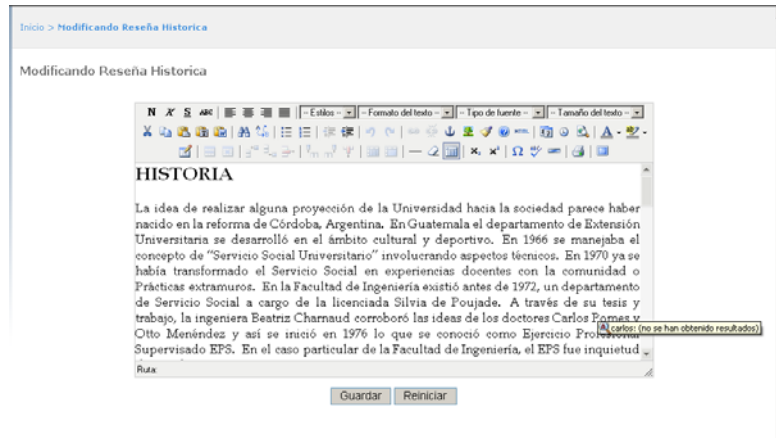 Inicio > Modificando Reseña Historica
Modificando Reseña Historica
N K S ABC -- Estilos -- -- Formato del texto -- -- Tipo de fuente -- -- Tamaño del texto --
HISTORIA
La idea de realizar alguna proyección de la Universidad hacia la sociedad parece haber
nacido en la reforma de Córdoba, Argentina. En Guatemala el departamento de Extensión
Universitaria se desarrolló en el ámbito cultural y deportivo. En 1966 se manejaba el
concepto de “Servicio Social Universitario” involucrando aspectos técnicos. En 1970 ya se
había transformado el Servicio Social en experiencias docentes con la comunidad o
Prácticas extramuros. En la Facultad de Ingeniería existió antes de 1972, un departamento
de Servicio Social a cargo de la licenciada Silvia de Poujade. A través de su tesis y
trabajo, la ingeniera Beatriz Charnaud corroboró las ideas de los doctores Carlos Pomes y
carlos: (no se han obtenido resultados)
Otto Menéndez y así se inició en 1976 lo que se conoció como Ejercicio Profesional
Supervisado EPS. En el caso particular de la Facultad de Ingeniería, el EPS fue inquietud
Ruta:
Guardar Reiniciar